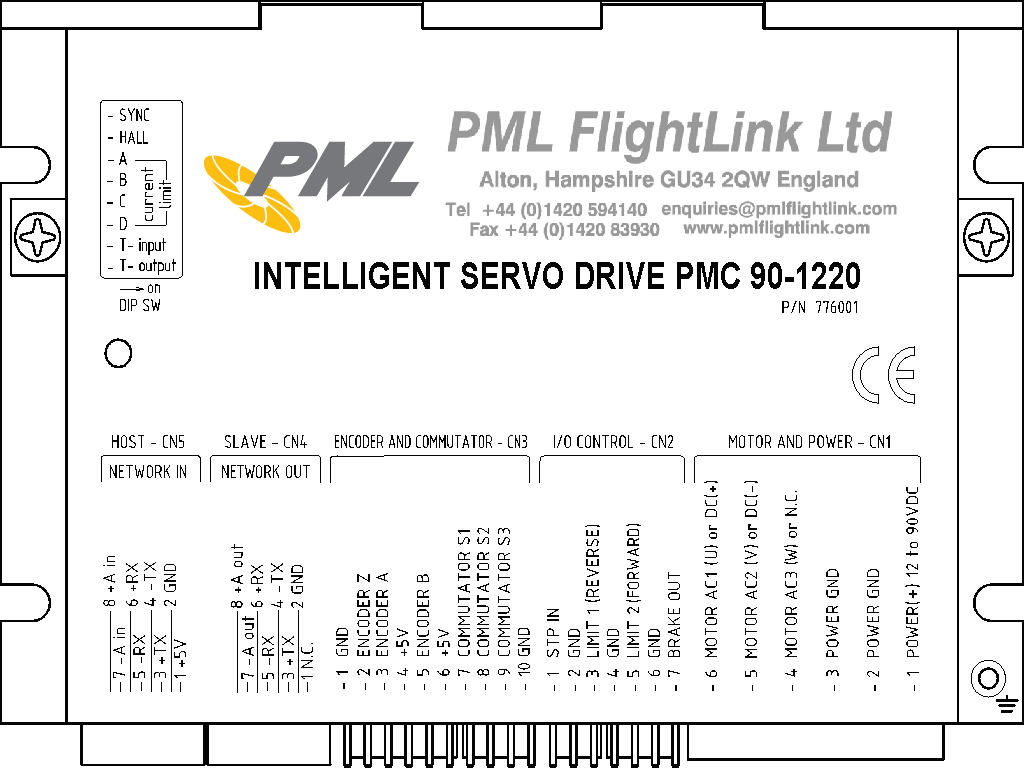 - SYNC
- HALL
- A
- B
- C
- D
current
limit
- T- input
- T- output
on
DIP SW
PML
PML FlightLink Ltd
Alton, Hampshire GU34 2QW England
Tel +44 (0)1420 594140 enquiries@pmlflightlink.com
Fax +44 (0)1420 83930 www.pmlflightlink.com
INTELLIGENT SERVO DRIVE PMC 90-1220
P/N 776001
CE
HOST - CN5
NETWORK IN
8 +A in
- 7 -A in
6 +RX
- 5 -RX
4 -TX
- 3 +TX
2 GND
- 1 +5V
SLAVE - CN4
NETWORK OUT
8 +A out
- 7 -A out
6 +RX
- 5 -RX
4 -TX
- 3 +TX
2 GND
- 1 N.C.
ENCODER AND COMMUTATOR - CN3
- 1 GND
- 2 ENCODER Z
- 3 ENCODER A
- 4 +5V
- 5 ENCODER B
- 6 +5V
- 7 COMMUTATOR S1
- 8 COMMUTATOR S2
- 9 COMMUTATOR S3
- 10 GND
I/O CONTROL - CN2
- 1 STP IN
- 2 GND
- 3 LIMIT 1 (REVERSE)
- 4 GND
- 5 LIMIT 2 (FORWARD)
- 6 GND
- 7 BRAKE OUT
MOTOR AND POWER - CN1
- 6 MOTOR AC1 (U) or DC(+)
- 5 MOTOR AC2 (V) or DC(-)
- 4 MOTOR AC3 (W) or N.C.
- 3 POWER GND
- 2 POWER GND
- 1 POWER(+) 12 to 90VDC